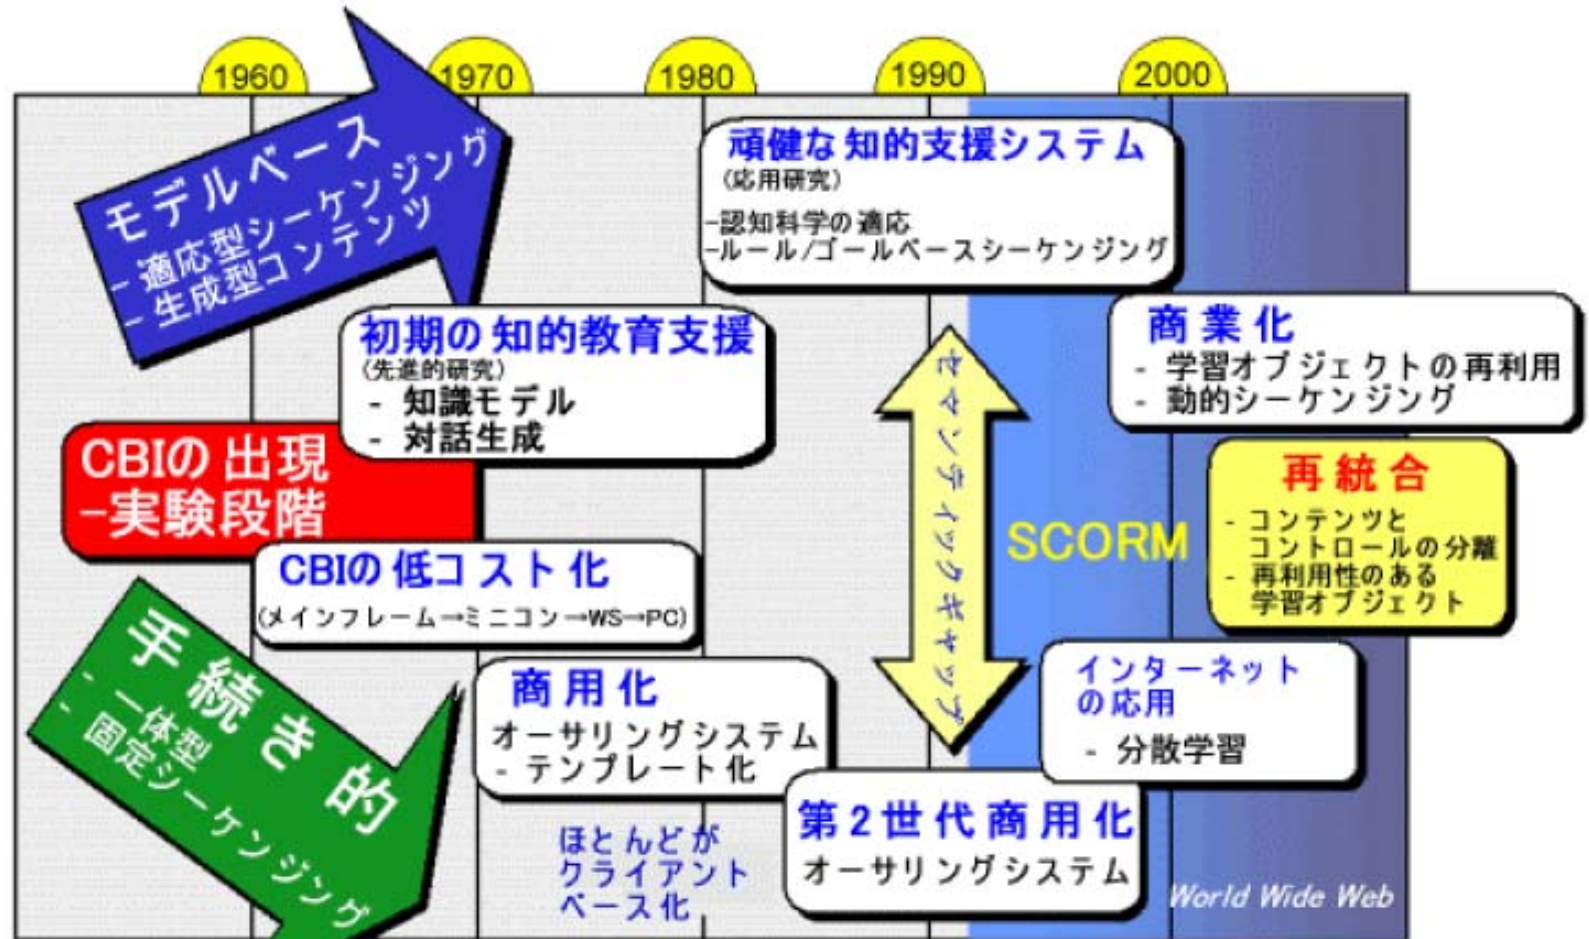 1960
1970
1980
1990
2000
モデルベース
- 適応型シーケンジング
- 生成型コンテンツ
頑健な知的支援システム
(応用研究)
-認知科学の適応
-ルール/ゴールベースシーケンジング
初期の知的教育支援
(先進的研究)
- 知識モデル
- 対話生成
商業化
- 学習オブジェクトの再利用
- 動的シーケンジング
CBIの出現
-実験段階
セマンティックギャップ
SCORM
再統合
- コンテンツと
コントロールの分離
- 再利用性のある
学習オブジェクト
CBIの低コスト化
(メインフレーム→ミニコン→WS→PC)
手続き的
- 一体型
- 固定シーケンジング
商用化
オーサリングシステム
- テンプレート化
インターネット
の応用
- 分散学習
第2世代商用化
オーサリングシステム
ほとんどが
クライアント
ベース化
World Wide Web